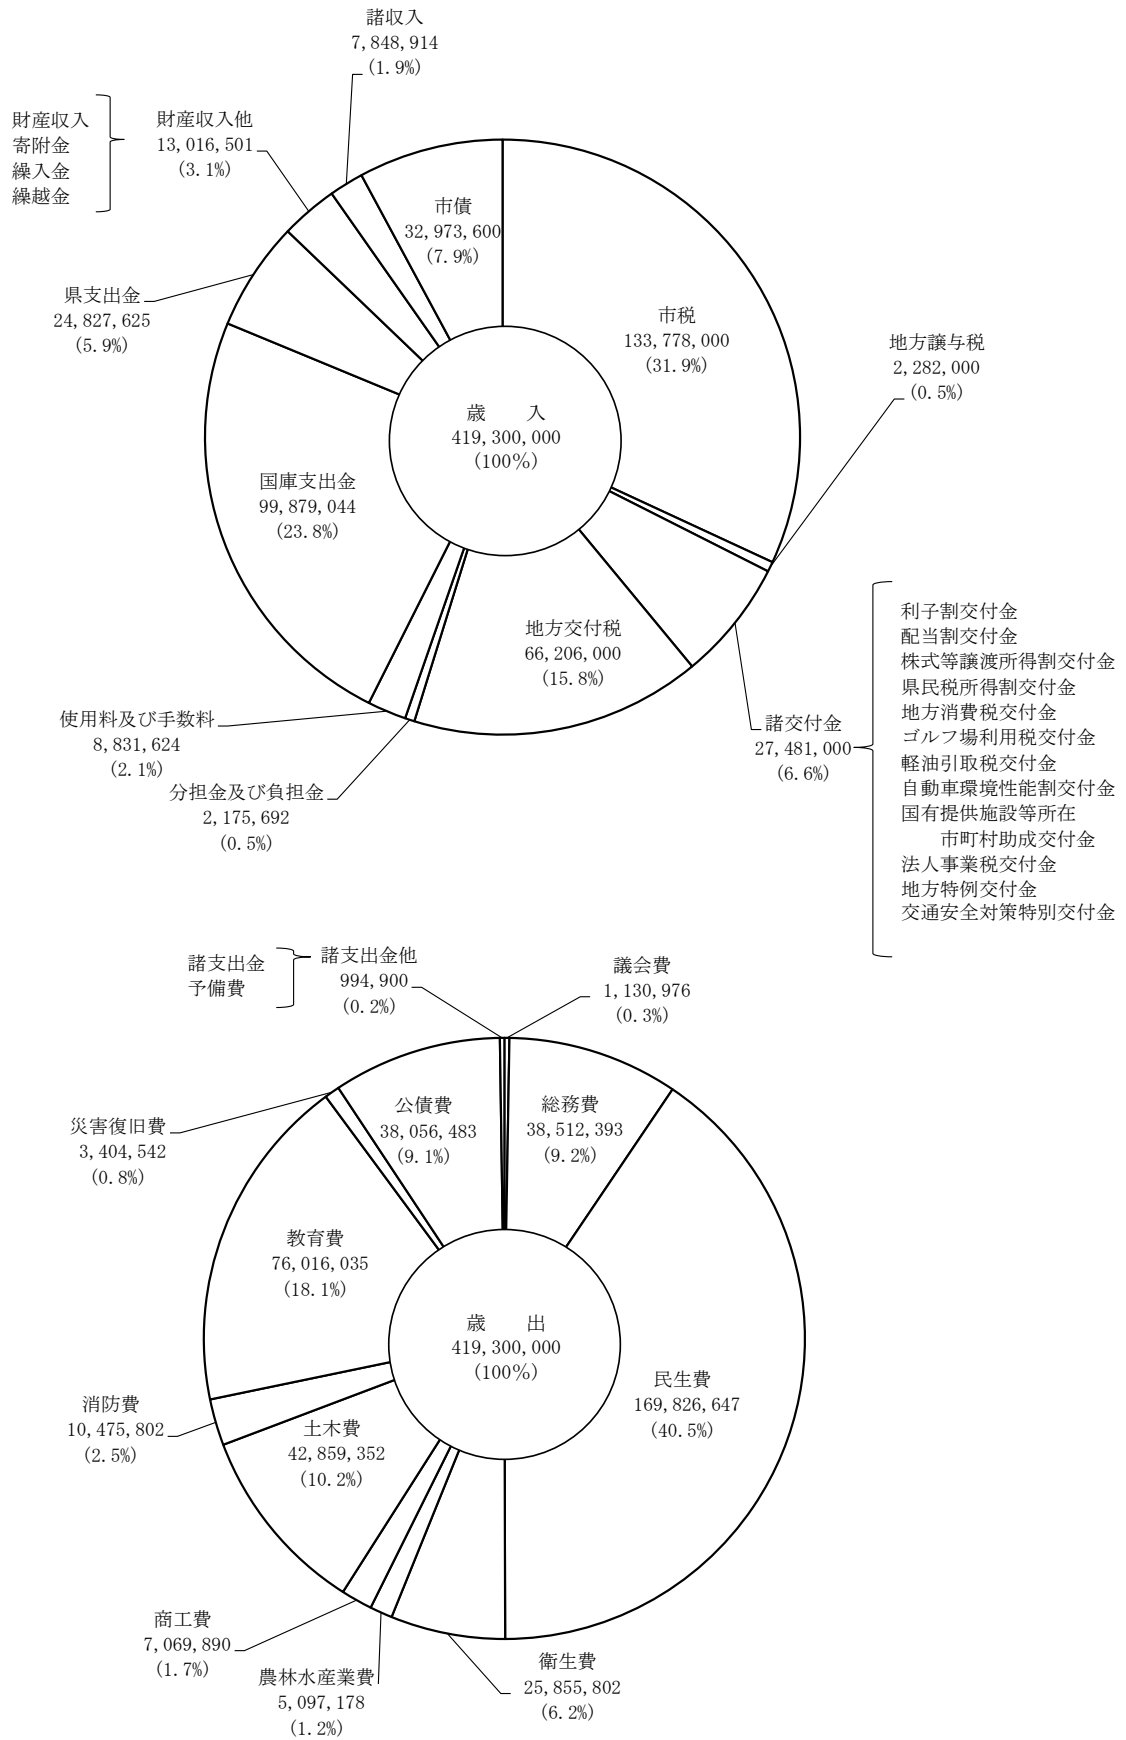 諸収入
7,848,914
(1.9%)
財産収入
寄附金
繰入金
繰越金
財産収入他
13,016,501
(3.1%)
市債
32,973,600
(7.9%)
県支出金
24,827,625
(5.9%)
市税
133,778,000
(31.9%)
地方譲与税
2,282,000
(0.5%)
歳　入
419,300,000
(100%)
国庫支出金
99,879,044
(23.8%)
地方交付税
66,206,000
(15.8%)
使用料及び手数料
8,831,624
(2.1%)
分担金及び負担金
2,175,692
(0.5%)
諸交付金
27,481,000
(6.6%)
利子割交付金
配当割交付金
株式等譲渡所得割交付金
県民税所得割交付金
地方消費税交付金
ゴルフ場利用税交付金
軽油引取税交付金
自動車環境性能割交付金
国有提供施設等所在
市町村助成交付金
法人事業税交付金
地方特例交付金
交通安全対策特別交付金
諸支出金
予備費
諸支出金他
994,900
(0.2%)
議会費
1,130,976
(0.3%)
災害復旧費
3,404,542
(0.8%)
公債費
38,056,483
(9.1%)
総務費
38,512,393
(9.2%)
教育費
76,016,035
(18.1%)
歳　出
419,300,000
(100%)
民生費
169,826,647
(40.5%)
消防費
10,475,802
(2.5%)
土木費
42,859,352
(10.2%)
商工費
7,069,890
(1.7%)
農林水産業費
5,097,178
(1.2%)
衛生費
25,855,802
(6.2%)